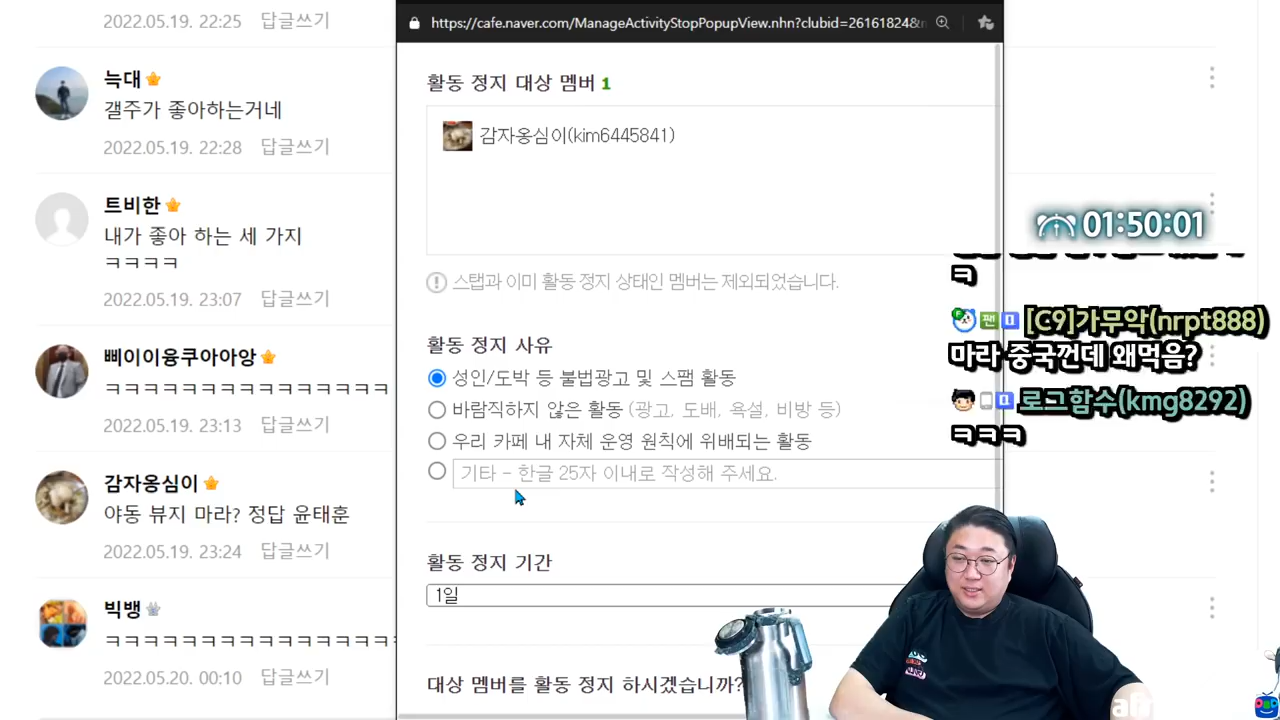 2022.05.19. 22:25 답글쓰기
늑대
갤주가 좋아하는거네
2022.05.19. 22:28 답글쓰기
트비한
내가 좋아 하는 세 가지
ㅋㅋㅋㅋ
2022.05.19. 23:07 답글쓰기
삐이이융쿠아아앙
ㅋㅋㅋㅋㅋㅋㅋㅋㅋㅋㅋㅋㅋㅋㅋ
2022.05.19. 23:13 답글쓰기
감자옹심이
야동 뷰지 마라? 정답 윤태훈
2022.05.19. 23:24 답글쓰기
빅뱅
ㅋㅋㅋㅋㅋㅋㅋㅋㅋㅋㅋㅋㅋㅋㅋ
2022.05.20. 00:10 답글쓰기
https://cafe.naver.com/ManageActivityStopPopupView.nhn?clubid=26161824&
활동 정지 대상 멤버 1
감자옹심이(kim6445841)
스탭과 이미 활동 정지 상태인 멤버는 제외되었습니다.
활동 정지 사유
성인/도박 등 불법광고 및 스팸 활동
바람직하지 않은 활동 (광고, 도배, 욕설, 비방 등)
우리 카페 내 자체 운영 원칙에 위배되는 활동
기타 - 한글 25자 이내로 작성해 주세요.
활동 정지 기간
1일
대상 멤버를 활동 정지 하시겠습니까?
01:50:01
ㅋ
팬 [C9]가무악(nrpt888)
마라 중국껀데 왜먹음?
로그함수(kmg8292)
ㅋㅋㅋ